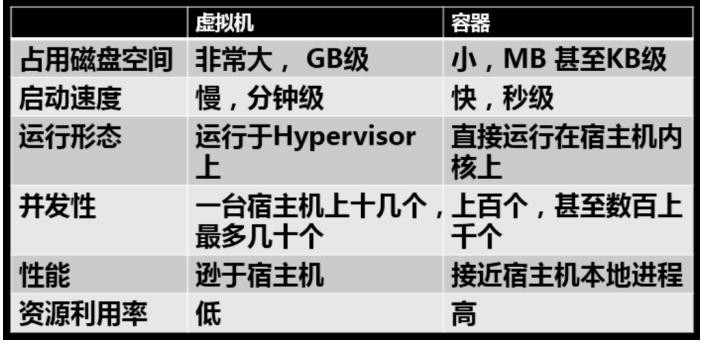 虚拟机 容器
占用磁盘空间 非常大， GB级 小，MB 甚至KB级
启动速度 慢，分钟级 快，秒级
运行形态 运行于Hypervisor上 直接运行在宿主机内核上
并发性 一台宿主机上十几个，最多几十个 上百个，甚至数百上千个
性能 逊于宿主机 接近宿主机本地进程
资源利用率 低 高